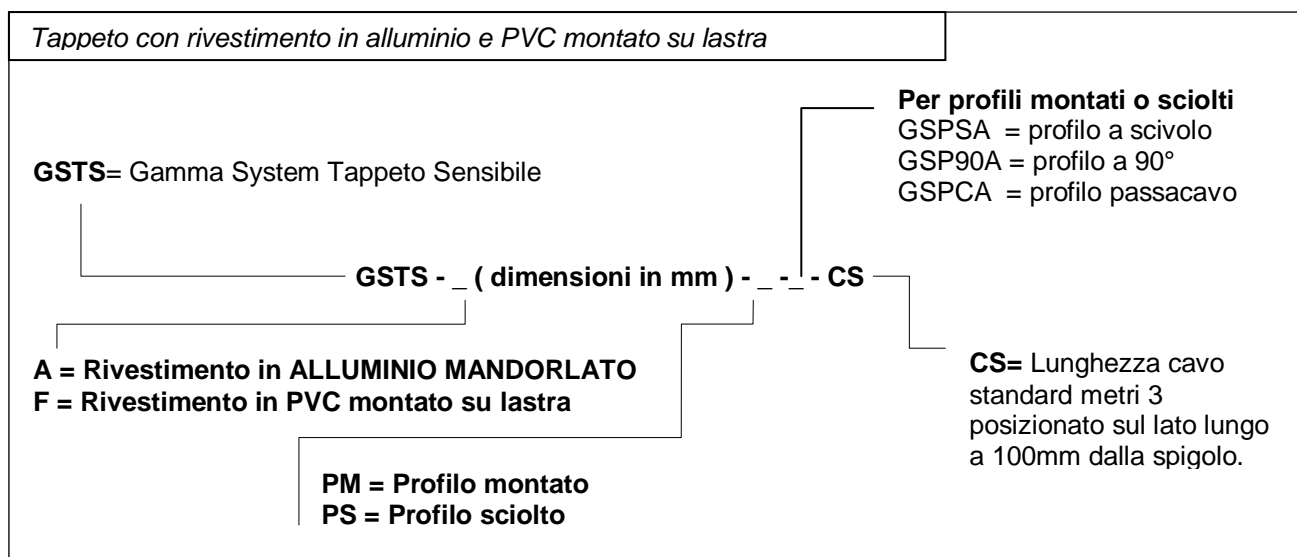 Tappeto con rivestimento in alluminio e PVC montato su lastra
Per profili montati o sciolti
GSPSA = profilo a scivolo
GSP90A = profilo a 90°
GSPCA = profilo passacavo
GSTS= Gamma System Tappeto Sensibile
GSTS - _ ( dimensioni in mm ) - _ -_ - CS
A = Rivestimento in ALLUMINIO MANDORLATO
F = Rivestimento in PVC montato su lastra
CS= Lunghezza cavo
standard metri 3
posizionato sul lato lungo
a 100mm dalla spigolo.
PM = Profilo montato
PS = Profilo sciolto